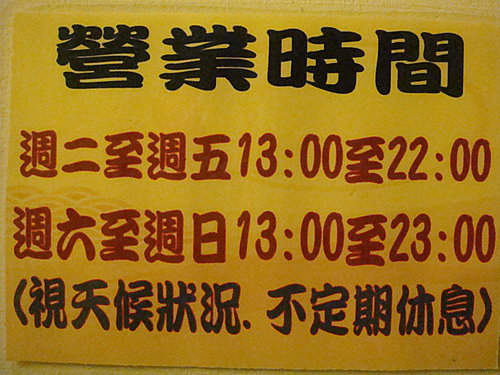 營業時間
週二至週五13:00至22:00
週六至週日13:00至23:00
(視天候狀況.不定期休息)